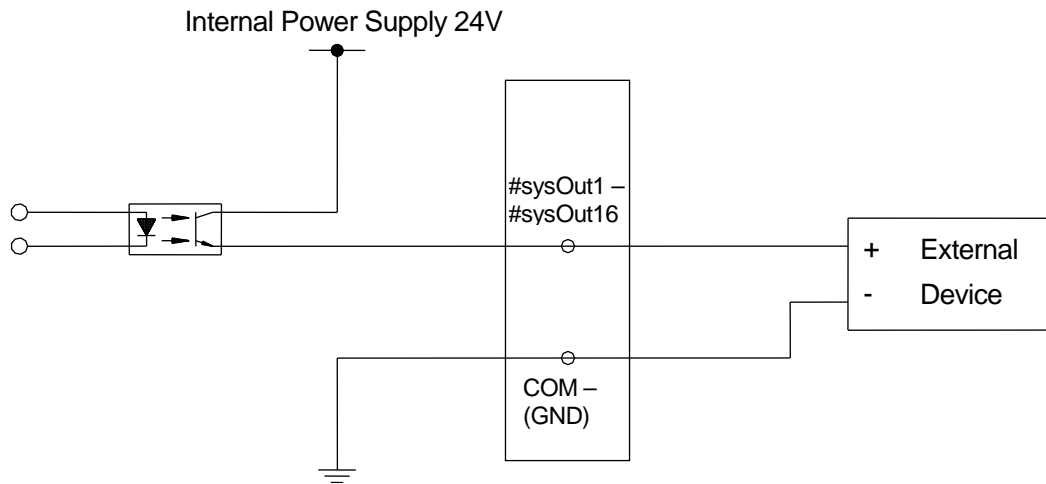 Internal Power Supply 24V
#sysOut1 –
#sysOut16
+ External
- Device
COM –
(GND)